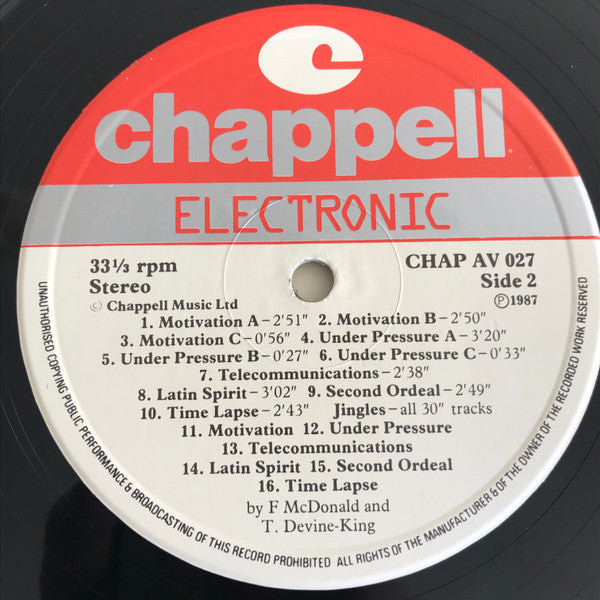 chappell
ELECTRONIC
33⅓ rpm
CHAP AV 027
Stereo
Side 2
© Chappell Music Ltd
Ⓟ1987
1. Motivation A–2'51" 2. Motivation B–2'50"
3. Motivation C–0'56" 4. Under Pressure A–3'20"
5. Under Pressure B–0'27" 6. Under Pressure C–0'33"
7. Telecommunications–2'38"
8. Latin Spirit–3'02" 9. Second Ordeal–2'49"
10. Time Lapse–2'43" Jingles–all 30" tracks
11. Motivation 12. Under Pressure
13. Telecommunications
14. Latin Spirit 15. Second Ordeal
16. Time Lapse
by F McDonald and
T. Devine-King
UNAUTHORISED COPYING PUBLIC PERFORMANCE & BROADCASTING OF THIS RECORD PROHIBITED ALL RIGHTS OF THE MANUFACTURER & OF THE OWNER OF THE RECORDED WORK RESERVED